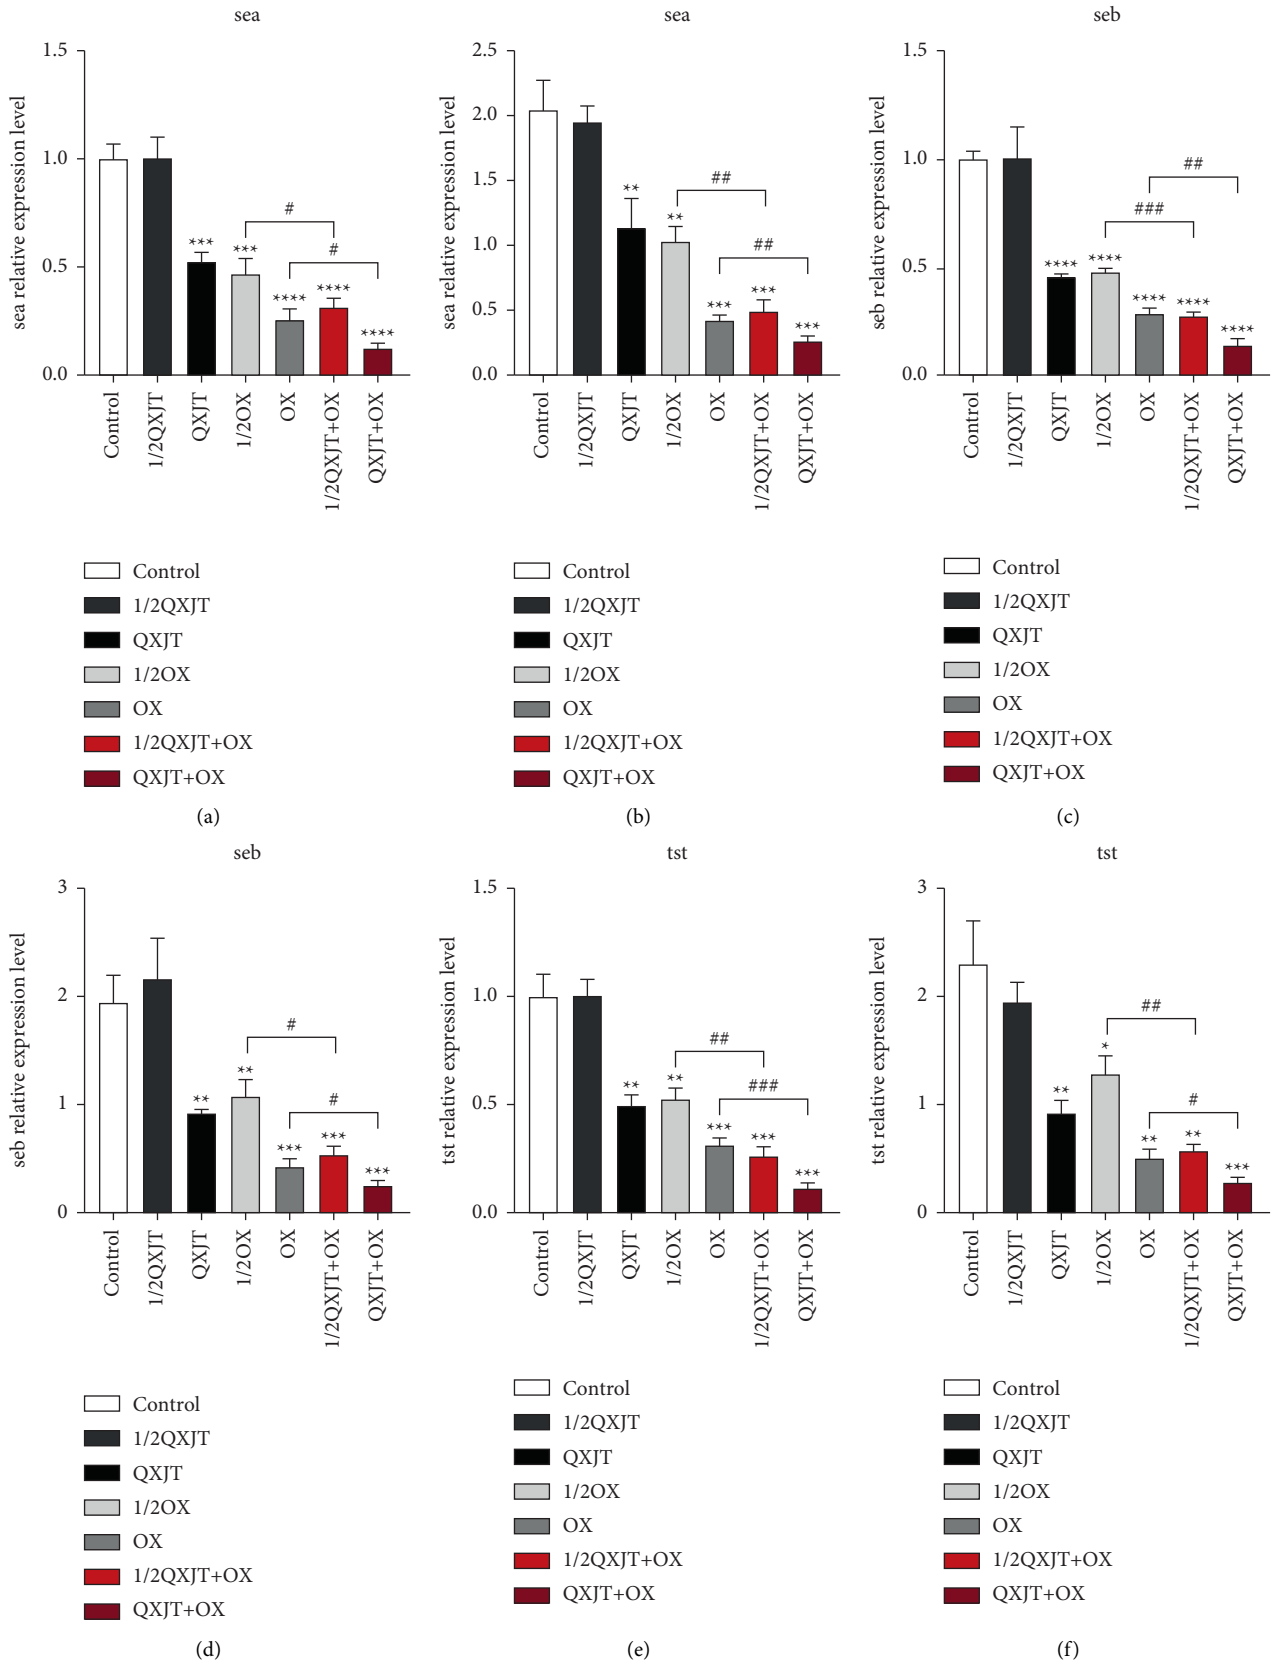 sea
sea relative expression level
1.5
1.0
0.5
0.0
***
***
****
****
****
#
#
Control
1/2QXJT
QXJT
1/2OX
OX
1/2QXJT+OX
QXJT+OX
Control
1/2QXJT
QXJT
1/2OX
OX
1/2QXJT+OX
QXJT+OX
(a)
sea
sea relative expression level
2.5
2.0
1.5
1.0
0.5
0.0
**
**
***
***
***
##
##
Control
1/2QXJT
QXJT
1/2OX
OX
1/2QXJT+OX
QXJT+OX
Control
1/2QXJT
QXJT
1/2OX
OX
1/2QXJT+OX
QXJT+OX
(b)
seb
seb relative expression level
1.5
1.0
0.5
0.0
****
****
****
****
****
###
##
Control
1/2QXJT
QXJT
1/2OX
OX
1/2QXJT+OX
QXJT+OX
Control
1/2QXJT
QXJT
1/2OX
OX
1/2QXJT+OX
QXJT+OX
(c)
seb
seb relative expression level
3
2
1
0
**
**
***
***
***
#
#
Control
1/2QXJT
QXJT
1/2OX
OX
1/2QXJT+OX
QXJT+OX
Control
1/2QXJT
QXJT
1/2OX
OX
1/2QXJT+OX
QXJT+OX
(d)
tst
tst relative expression level
1.5
1.0
0.5
0.0
**
**
***
***
***
##
###
Control
1/2QXJT
QXJT
1/2OX
OX
1/2QXJT+OX
QXJT+OX
Control
1/2QXJT
QXJT
1/2OX
OX
1/2QXJT+OX
QXJT+OX
(e)
tst
tst relative expression level
3
2
1
0
**
*
**
**
***
##
#
Control
1/2QXJT
QXJT
1/2OX
OX
1/2QXJT+OX
QXJT+OX
Control
1/2QXJT
QXJT
1/2OX
OX
1/2QXJT+OX
QXJT+OX
(f)